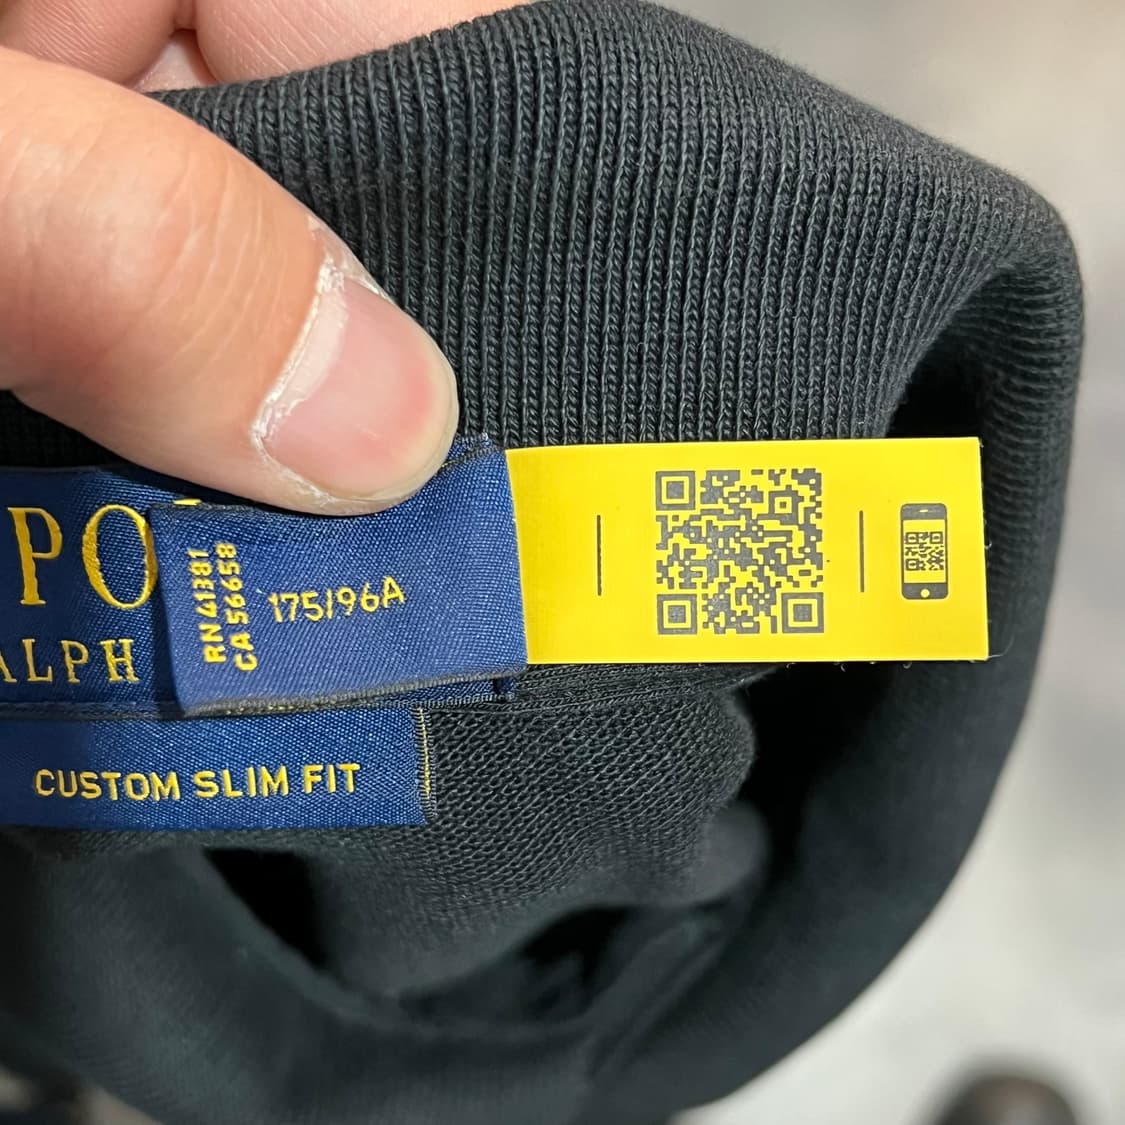 PO
ALPH
RN 41381
CA 56658
175/96A
CUSTOM SLIM FIT